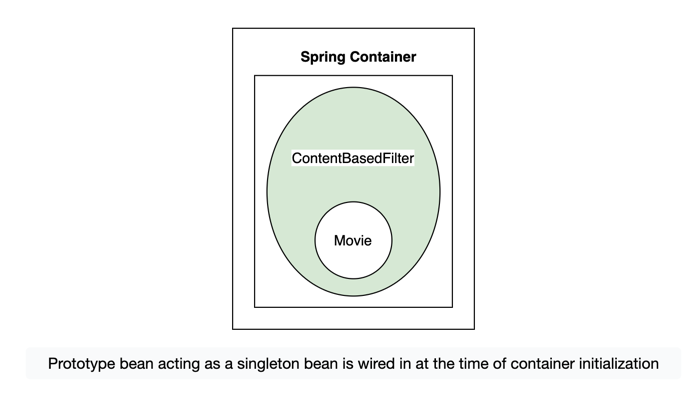 Spring Container
ContentBasedFilter
Movie
Prototype bean acting as a singleton bean is wired in at the time of container initialization